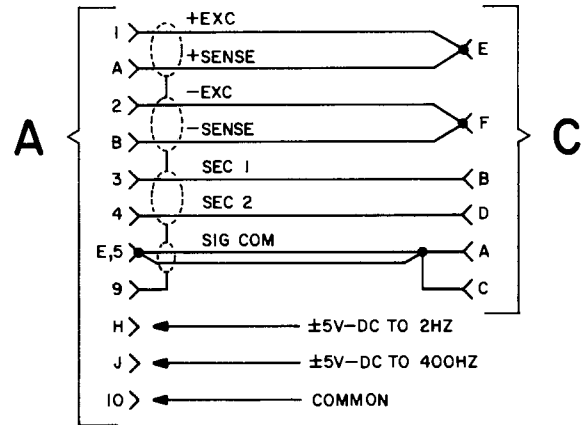 1 +EXC
E
A +SENSE
2 -EXC
F
B -SENSE
A
C
3 SEC 1 B
4 SEC 2 D
E,5 SIG COM A
9 C
H ±5V-DC TO 2HZ
J ±5V-DC TO 400HZ
10 COMMON